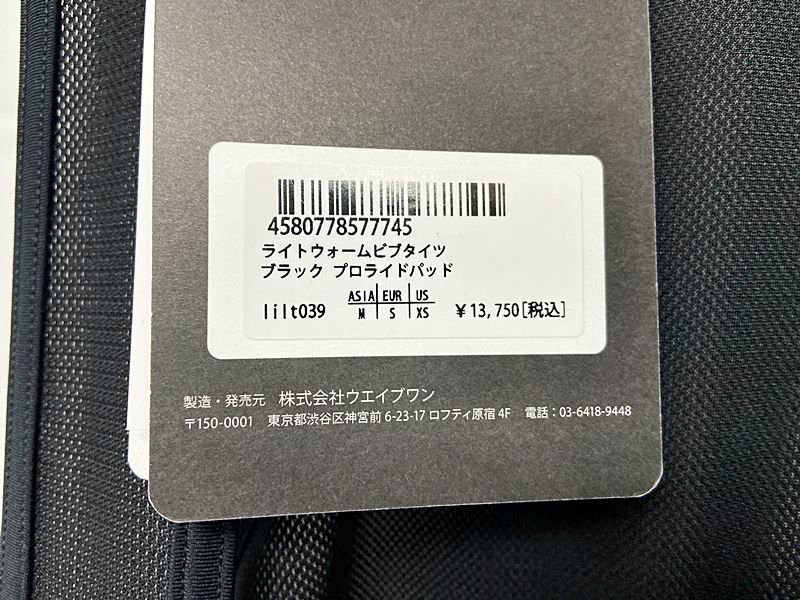 4580778577745
ライトウォームビブタイツ
ブラック プロライドパッド
lilt039 ASIA EUR US
M S XS ￥13,750[税込]
製造・発売元 株式会社ウエイブワン
〒150-0001 東京都渋谷区神宮前 6-23-17 ロフティ原宿 4F 電話：03-6418-9448